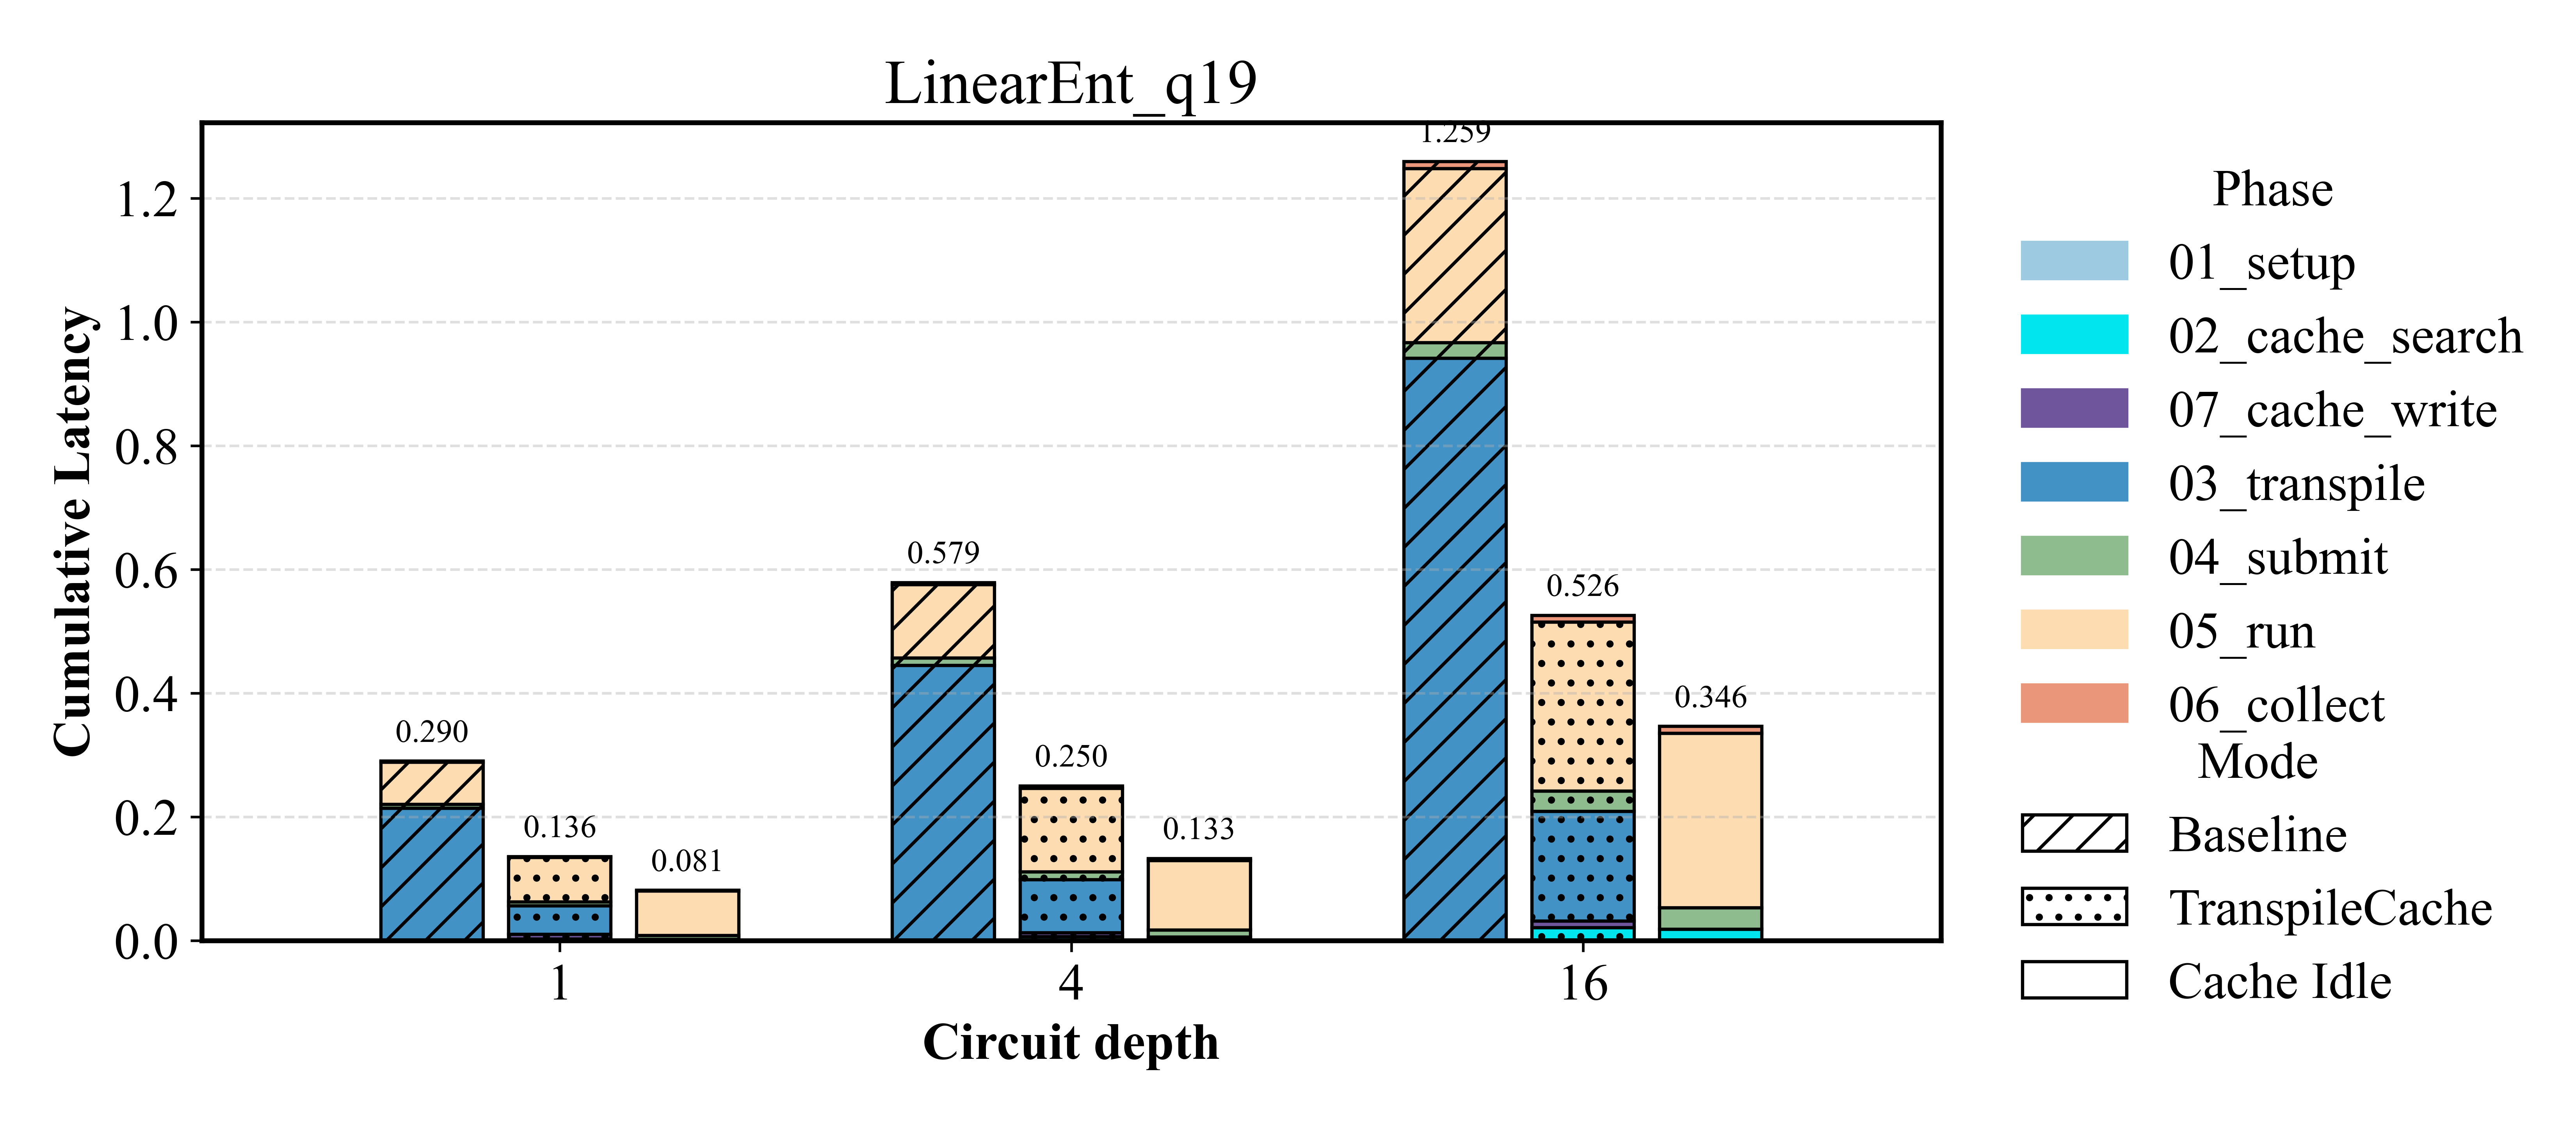 LinearEnt_q19
Cumulative Latency
1.2
1.0
0.8
0.6
0.4
0.2
0.0
0.290
0.136
0.081
0.579
0.250
0.133
1.259
0.526
0.346
1
4
16
Circuit depth
Phase
01_setup
02_cache_search
07_cache_write
03_transpile
04_submit
05_run
06_collect
Mode
Baseline
TranspileCache
Cache Idle